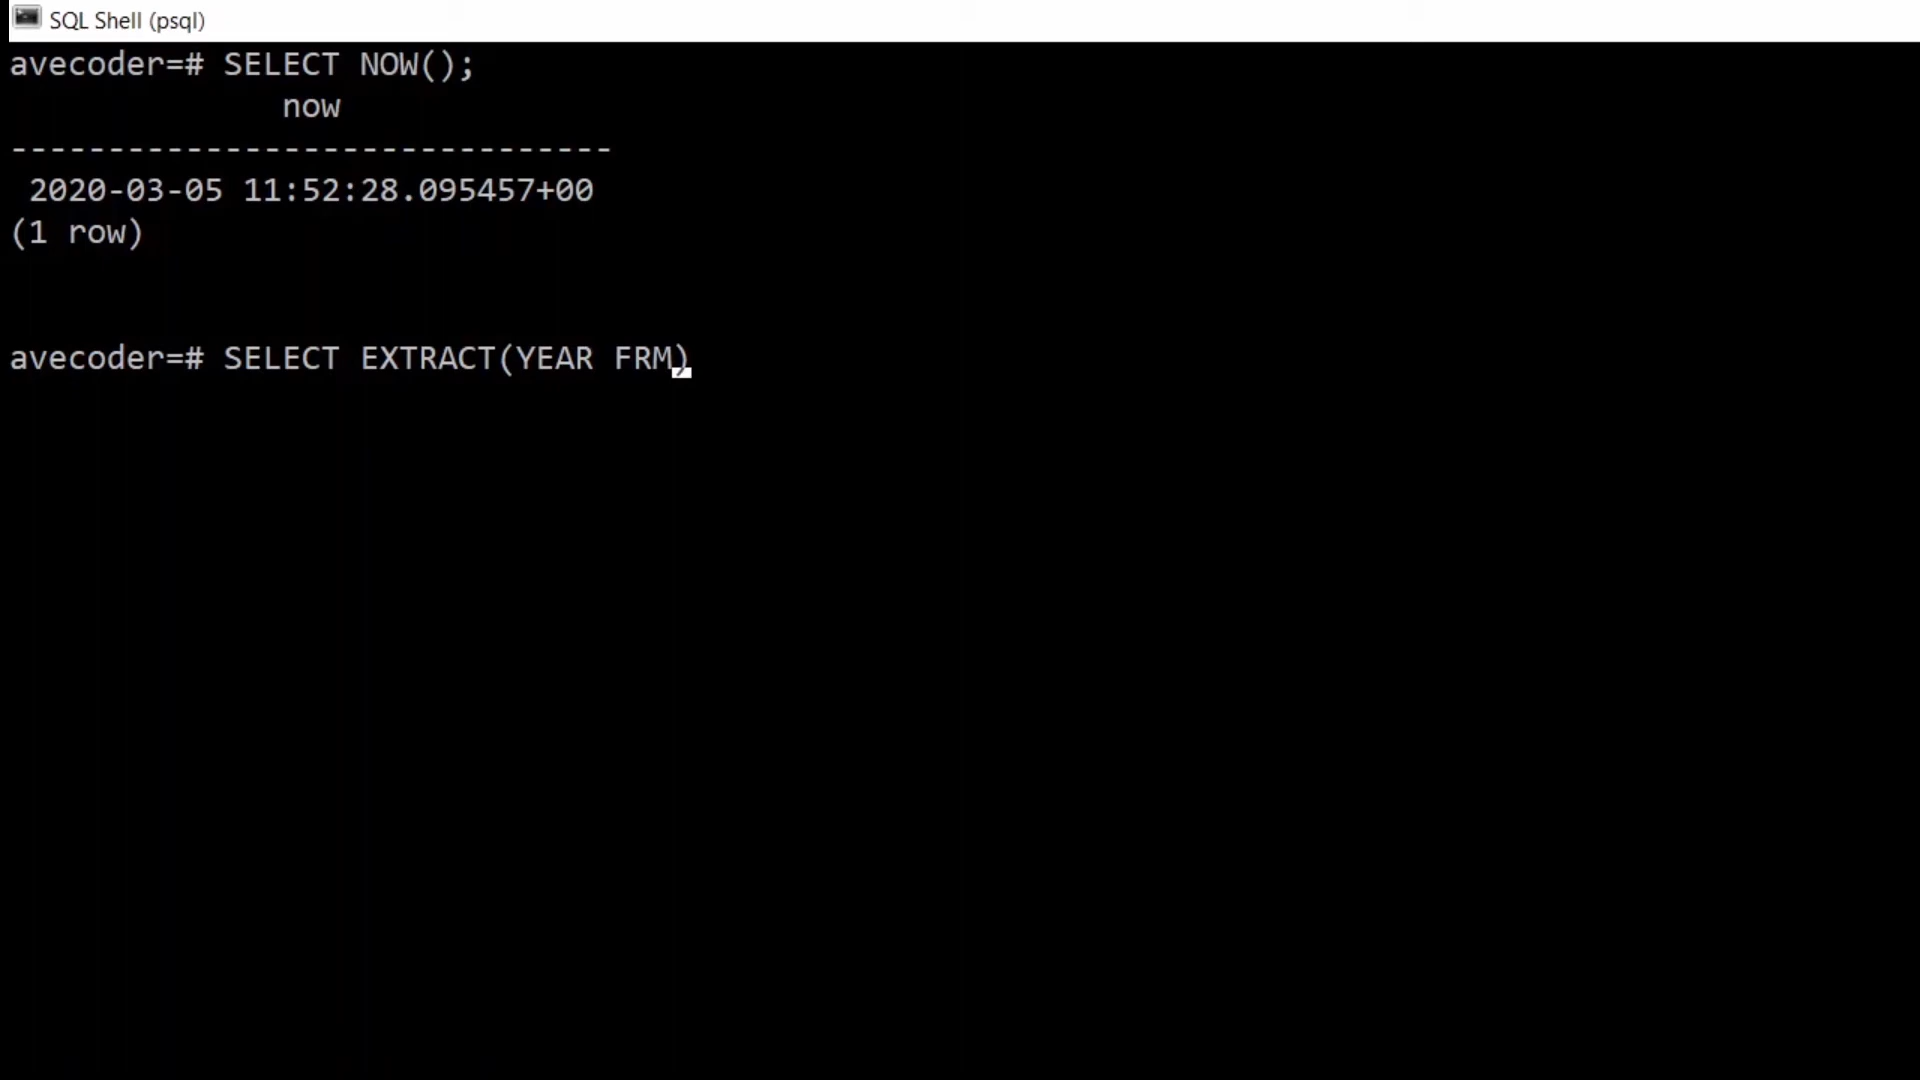 SQL Shell (psql)
avecoder=# SELECT NOW();
now
-------------------------------
2020-03-05 11:52:28.095457+00
(1 row)
avecoder=# SELECT EXTRACT(YEAR FRM)